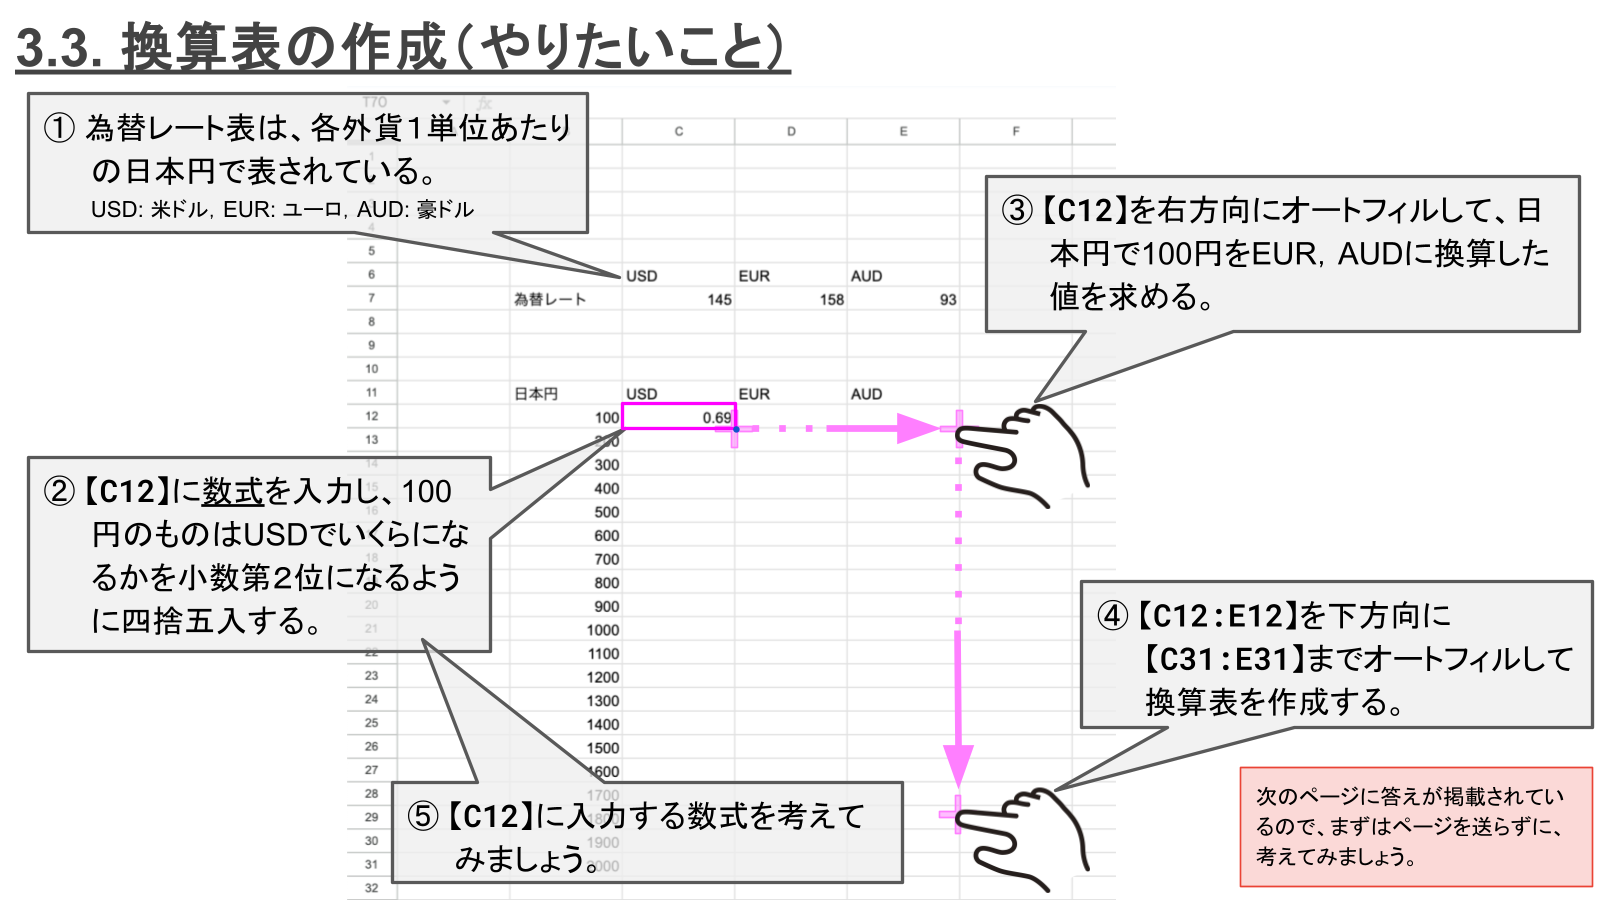 3.3. 換算表の作成（やりたいこと）
① 為替レート表は、各外貨１単位あたり
の日本円で表されている。
USD: 米ドル, EUR: ユーロ, AUD: 豪ドル
T70
fx
C D E F
③【C12】を右方向にオートフィルして、日
本円で100円をEUR, AUDに換算した
値を求める。
1
4
5
6 USD EUR AUD
7 為替レート 145 158 93
8
9
10
11 日本円 USD EUR AUD
12 100 0.69
13 200
14 300
15 400
16 500
600
18 700
800
20 900
21 1000
22 1100
23 1200
24 1300
25 1400
26 1500
27 1600
28 1700
29 1800
30 1900
31 2000
32
②【C12】に数式を入力し、100
円のものはUSDでいくらにな
るかを小数第２位になるよう
に四捨五入する。
④【C12：E12】を下方向に
【C31：E31】までオートフィルして
換算表を作成する。
⑤【C12】に入力する数式を考えて
みましょう。
次のページに答えが掲載されてい
るので、まずはページを送らずに、
考えてみましょう。